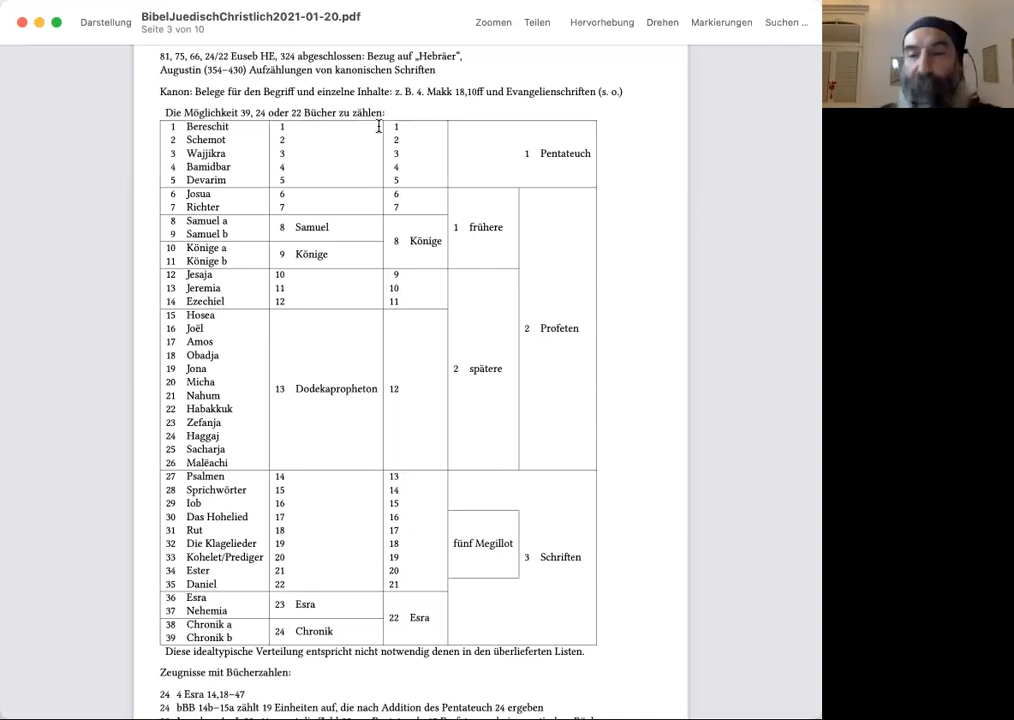 BibelJuedischChristlich2021-01-20.pdf
Darstellung Seite 3 von 10 Zoomen Teilen Hervorhebung Drehen Markierungen Suchen ...
81, 75, 66, 24/22 Euseb HE, 324 abgeschlossen: Bezug auf „Hebräer“,
Augustin (354–430) Aufzählungen von kanonischen Schriften
Kanon: Belege für den Begriff und einzelne Inhalte: z. B. 4. Makk 18,10ff und Evangelienschriften (s. o.)
Die Möglichkeit 39, 24 oder 22 Bücher zu zählen:
1 Bereschit 1 1
2 Schemot 2 2
3 Wajjikra 3 3 1 Pentateuch
4 Bamidbar 4 4
5 Devarim 5 5
6 Josua 6 6
7 Richter 7 7
8 Samuel a
8 Samuel 1 frühere
9 Samuel b
8 Könige
10 Könige a
9 Könige
11 Könige b
12 Jesaja 10 9
13 Jeremia 11 10
14 Ezechiel 12 11
15 Hosea
16 Joël 2 Profeten
17 Amos
18 Obadja
19 Jona 2 spätere
20 Micha
13 Dodekapropheton 12
21 Nahum
22 Habakkuk
23 Zefanja
24 Haggaj
25 Sacharja
26 Malëachi
27 Psalmen 14 13
28 Sprichwörter 15 14
29 Iob 16 15
30 Das Hohelied 17 16
31 Rut 18 17
32 Die Klagelieder 19 18 fünf Megillot
33 Kohelet/Prediger 20 19 3 Schriften
34 Ester 21 20
35 Daniel 22 21
36 Esra
23 Esra
37 Nehemia
22 Esra
38 Chronik a
24 Chronik
39 Chronik b
Diese idealtypische Verteilung entspricht nicht notwendig denen in den überlieferten Listen.
Zeugnisse mit Bücherzahlen:
24 4 Esra 14,18–47
24 bBB 14b–15a zählt 19 Einheiten auf, die nach Addition des Pentateuch 24 ergeben